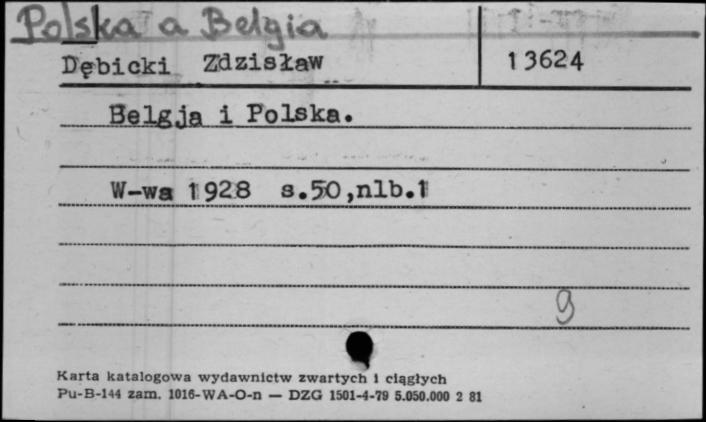 Polska a Belgia
Dębicki Zdzisław 13624
Belgja i Polska.
W-wa 1928 s.50,nlb.1
9
Karta katalogowa wydawnictw zwartych i ciągłych
Pu-B-144 zam. 1016-WA-O-n — DZG 1501-4-79 5.050.000 2 81